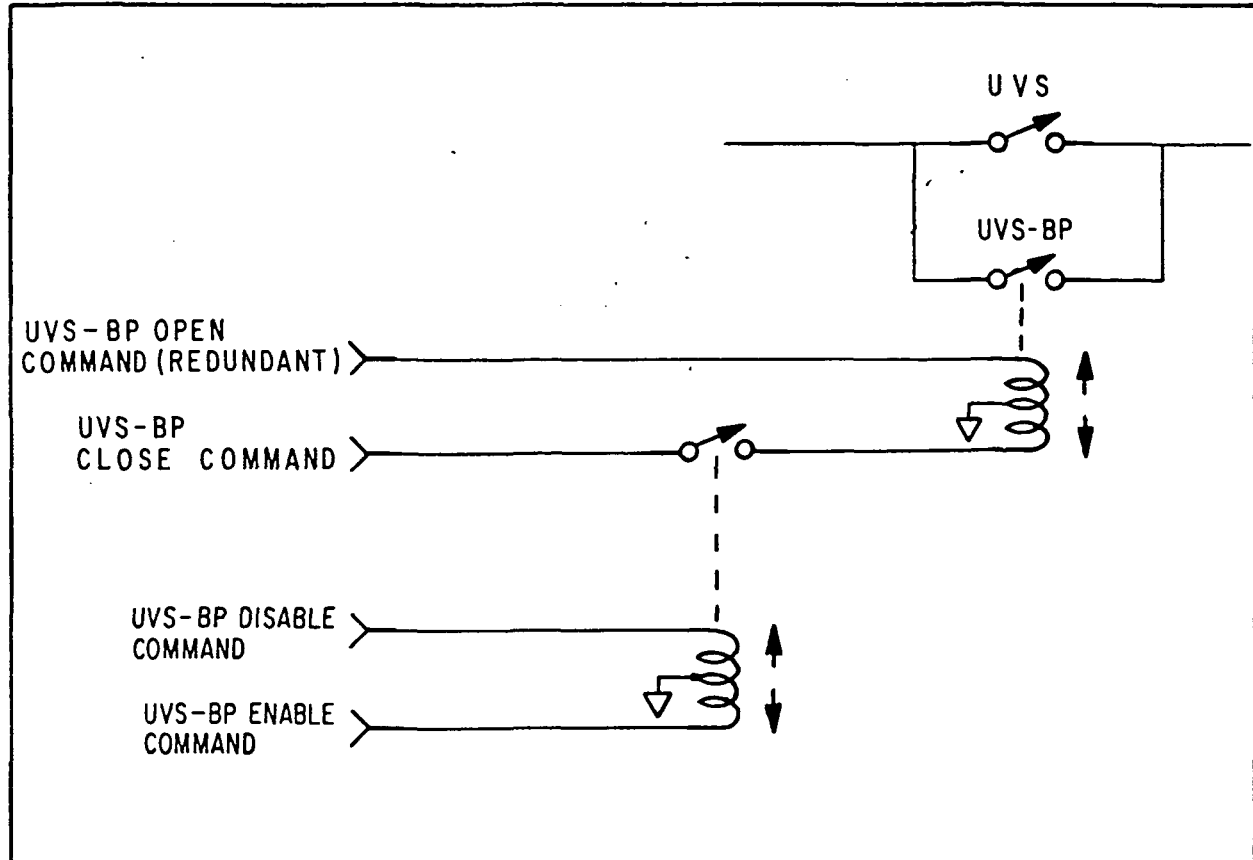 UVS
UVS-BP
UVS-BP OPEN
COMMAND (REDUNDANT)
UVS-BP
CLOSE COMMAND
UVS-BP DISABLE
COMMAND
UVS-BP ENABLE
COMMAND